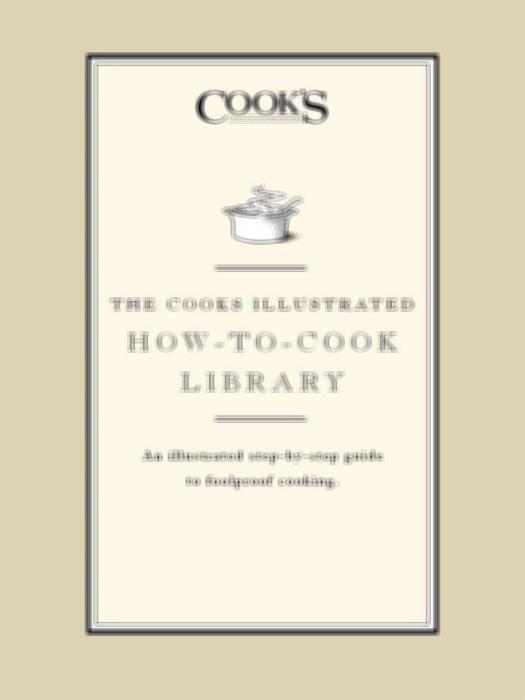 COOK'S
THE COOKS ILLUSTRATED
HOW-TO-COOK
LIBRARY
An illustrated step-by-step guide
to foolproof cooking.